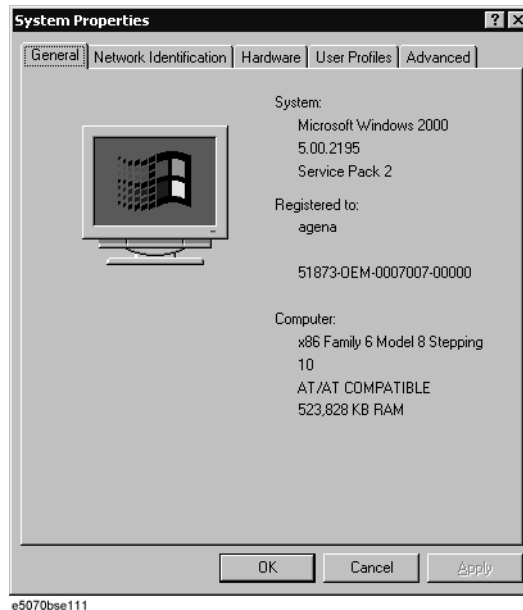 System Properties
General Network Identification Hardware User Profiles Advanced
System:
Microsoft Windows 2000
5.00.2195
Service Pack 2
Registered to:
agena
51873-OEM-0007007-00000
Computer:
x86 Family 6 Model 8 Stepping
10
AT/AT COMPATIBLE
523,828 KB RAM
OK Cancel Apply
e5070bse111